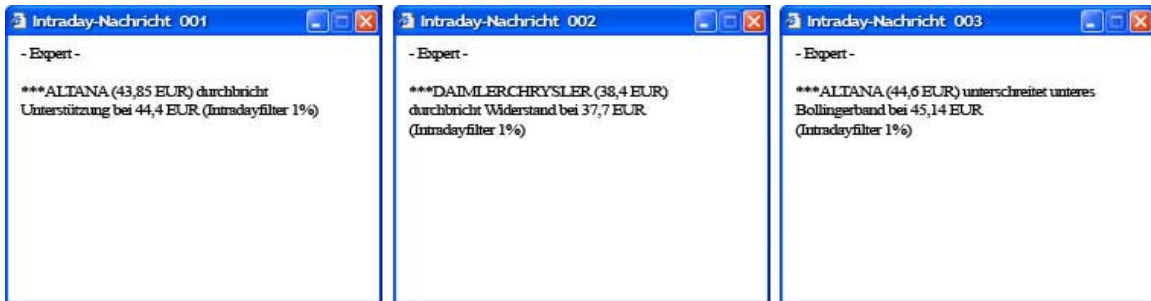 Intraday-Nachricht 001
- Expert -
***ALTANA (43,85 EUR) durchbricht
Unterstützung bei 44,4 EUR (Intradayfilter 1%)
Intraday-Nachricht 002
- Expert -
***DAIMLERCHRYSLER (38,4 EUR)
durchbricht Widerstand bei 37,7 EUR
(Intradayfilter 1%)
Intraday-Nachricht 003
- Expert -
***ALTANA (44,6 EUR) unterschreitet unteres
Bollingerband bei 45,14 EUR
(Intradayfilter 1%)